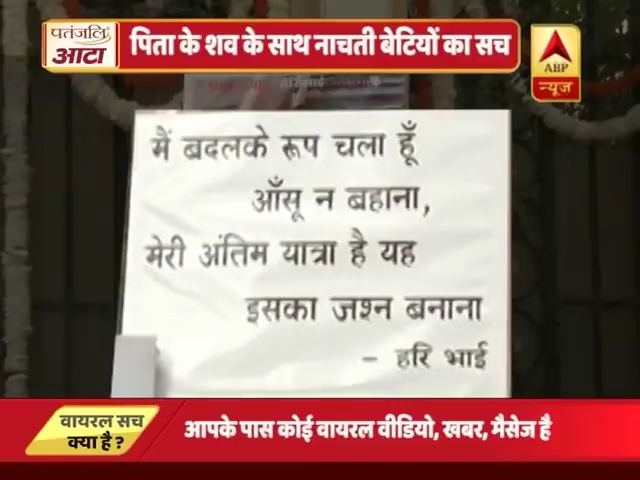 पतंजलि
आटा
पिता के शव के साथ नाचती बेटियों का सच
ABP
न्यूज़
मैं बदलके रूप चला हूँ
आँसू न बहाना,
मेरी अंतिम यात्रा है यह
इसका जश्न बनाना
- हरि भाई
वायरल सच
क्या है ?
आपके पास कोई वायरल वीडियो, खबर, मैसेज है